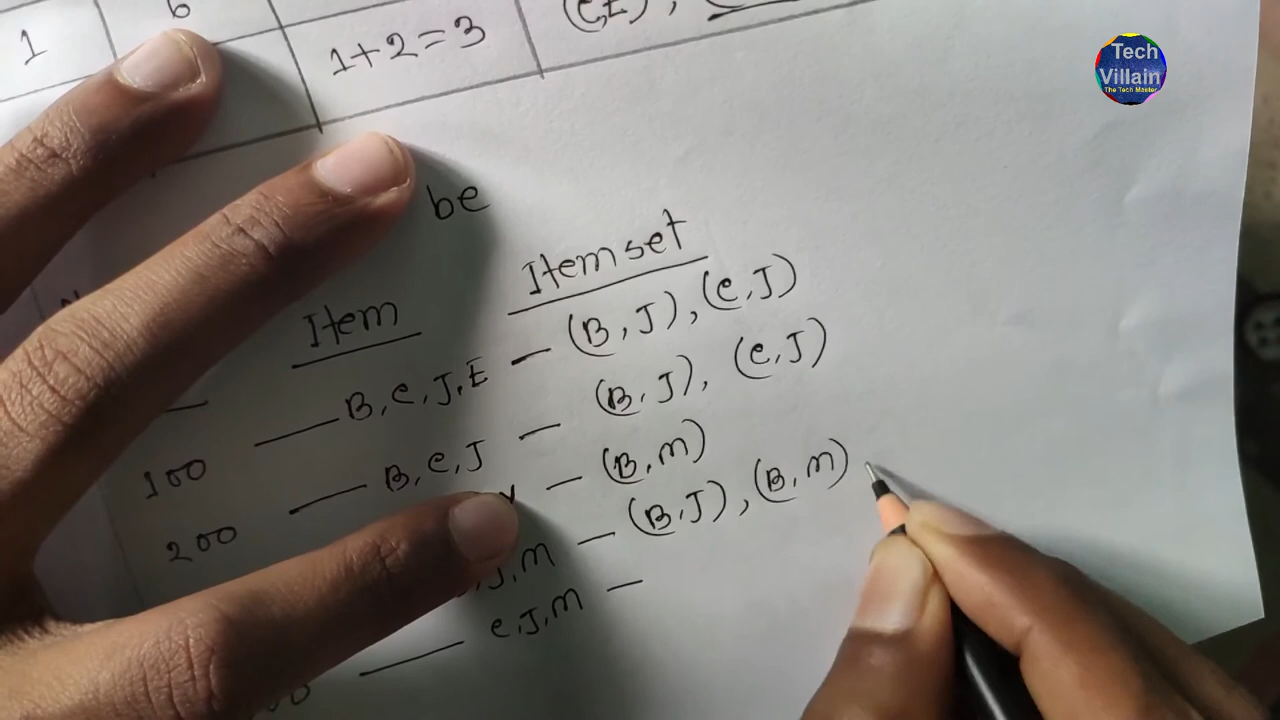 Tech
Villain
The Tech Master
1 6 1+2=3
be
Item Itemset
100 — B, C, J, E — (B, J), (C, J)
200 — B, C, J — (B, J), (C, J)
— (B, M)
J, M — (B, J), (B, M)
— C, J, M —